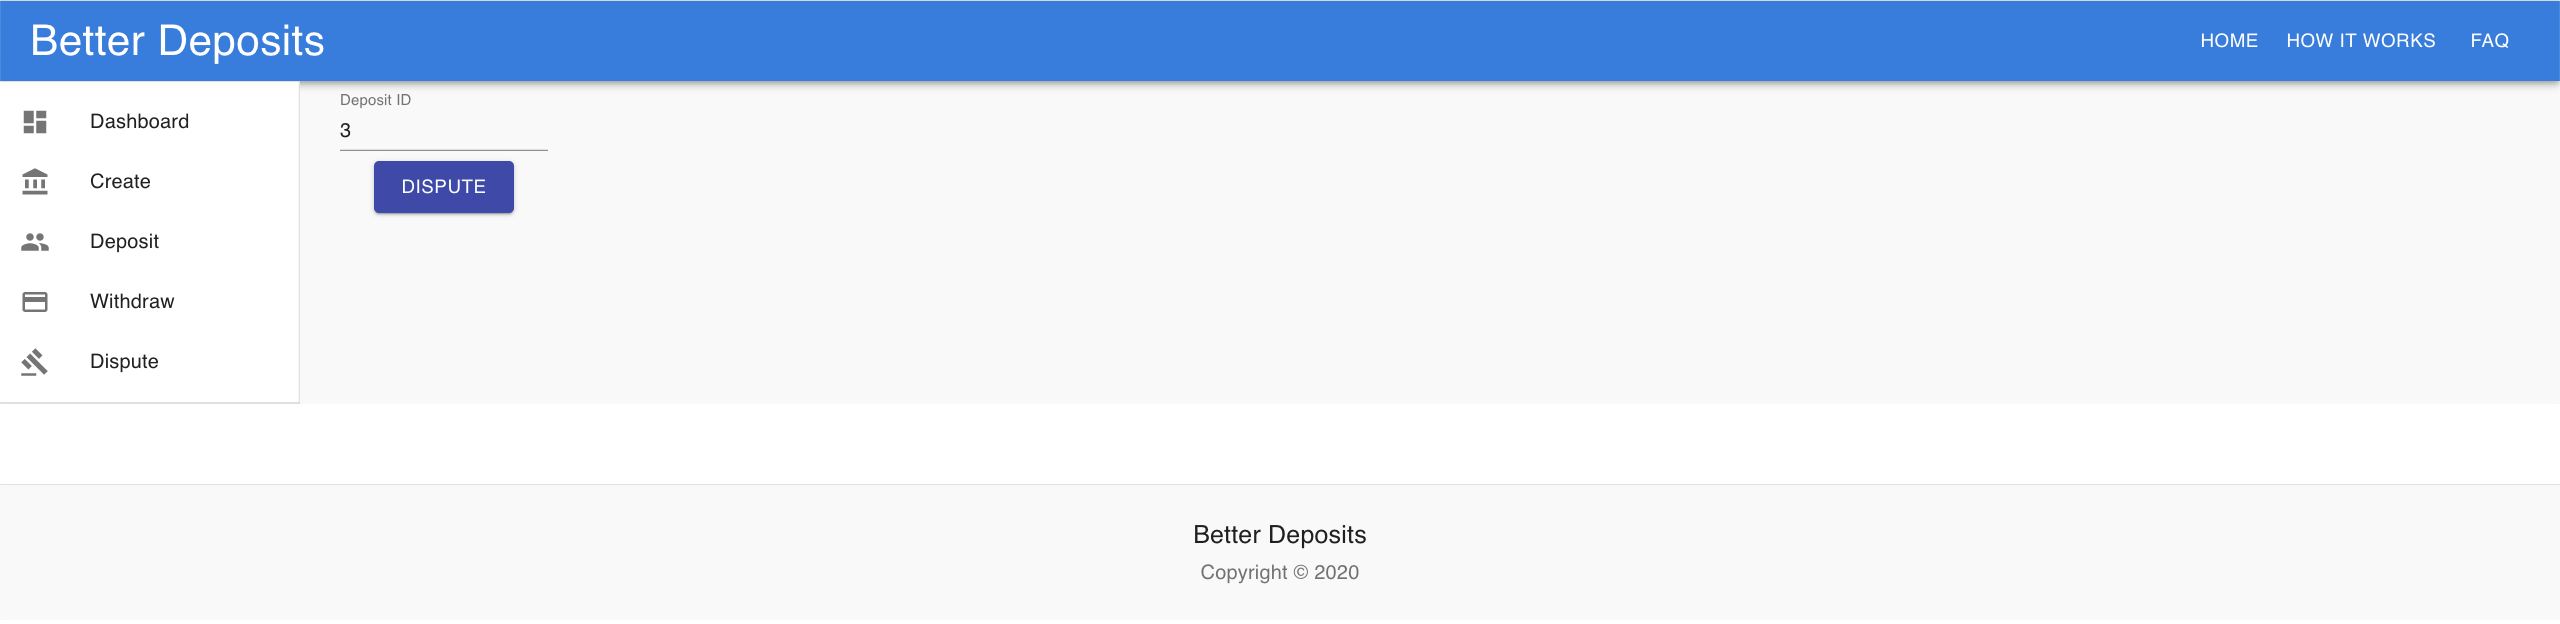 Better Deposits
HOME HOW IT WORKS FAQ
Dashboard
Create
Deposit
Withdraw
Dispute
Deposit ID
3
DISPUTE
Better Deposits
Copyright © 2020